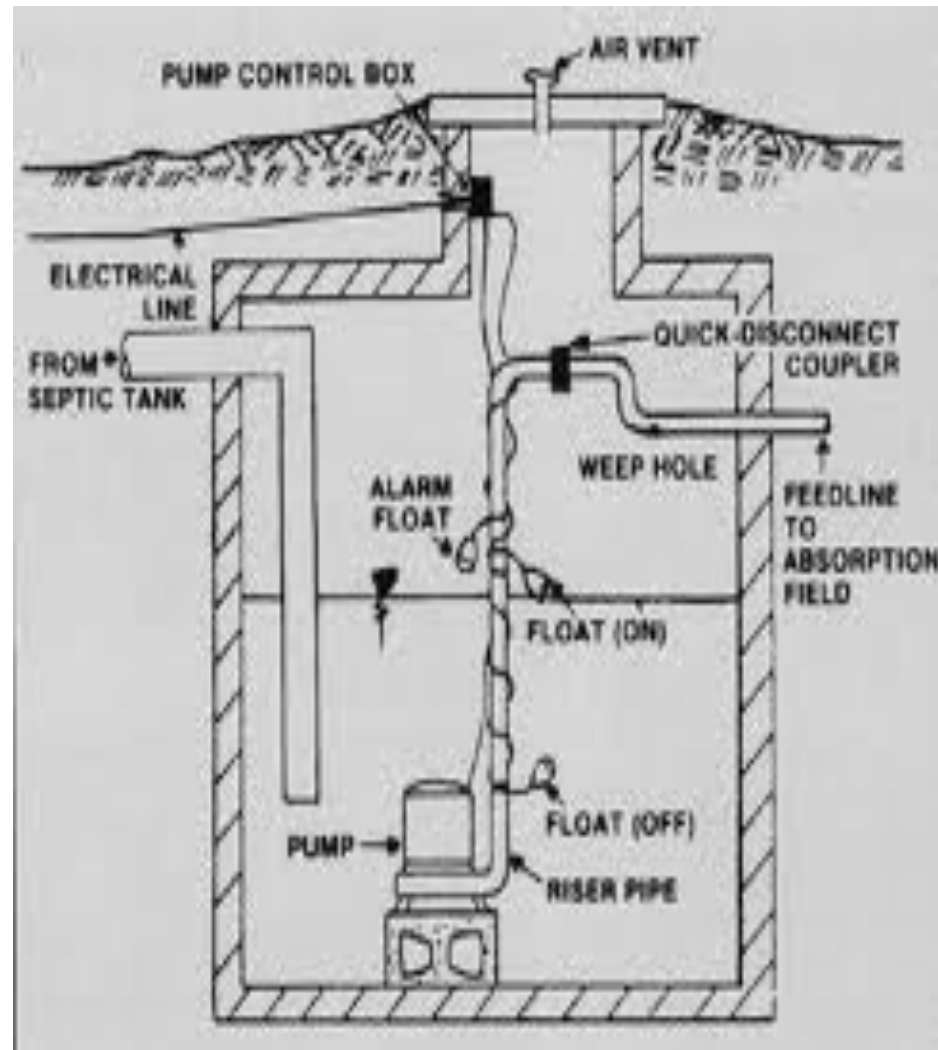 AIR VENT
PUMP CONTROL BOX
ELECTRICAL
LINE
QUICK-DISCONNECT
COUPLER
FROM
SEPTIC TANK
WEEP HOLE
ALARM
FLOAT
FEEDLINE
TO
ABSORPTION
FIELD
FLOAT (ON)
FLOAT (OFF)
PUMP
RISER PIPE